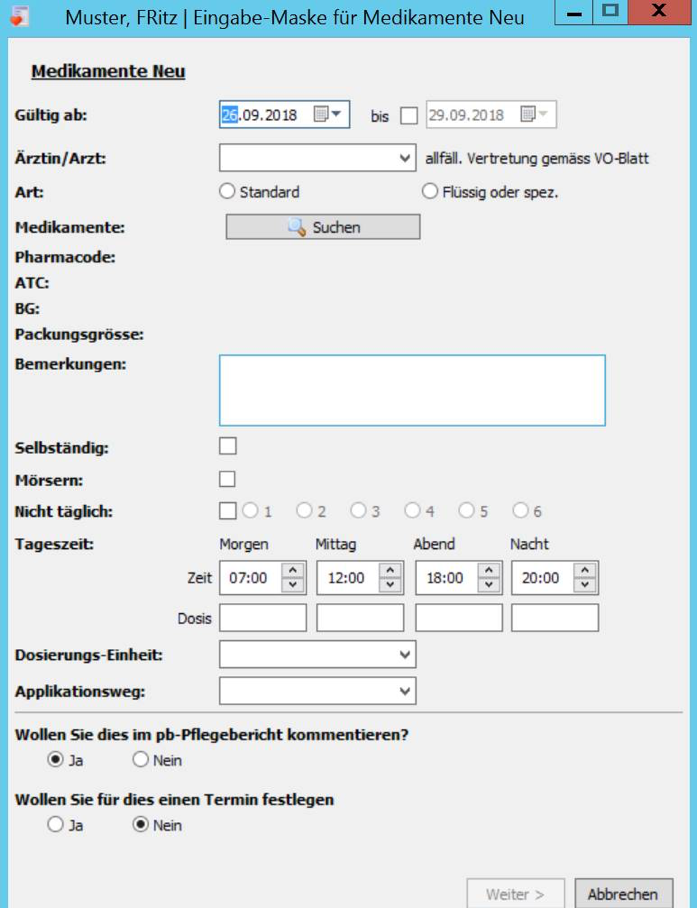 Muster, FRitz | Eingabe-Maske für Medikamente Neu
Medikamente Neu
Gültig ab: 26.09.2018 bis 29.09.2018
Ärztin/Arzt: allfäll. Vertretung gemäss VO-Blatt
Art: Standard Flüssig oder spez.
Medikamente: Suchen
Pharmacode:
ATC:
BG:
Packungsgrösse:
Bemerkungen:
Selbständig:
Mörsern:
Nicht täglich: 1 2 3 4 5 6
Tageszeit: Morgen Mittag Abend Nacht
Zeit 07:00 12:00 18:00 20:00
Dosis
Dosierungs-Einheit:
Applikationsweg:
Wollen Sie dies im pb-Pflegebericht kommentieren?
Ja Nein
Wollen Sie für dies einen Termin festlegen
Ja Nein
Weiter > Abbrechen